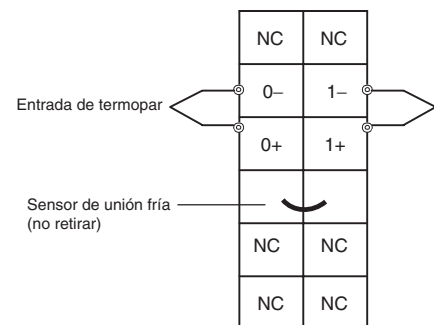 NC NC
Entrada de termopar
0– 1–
0+ 1+
Sensor de unión fría
(no retirar)
NC NC
NC NC